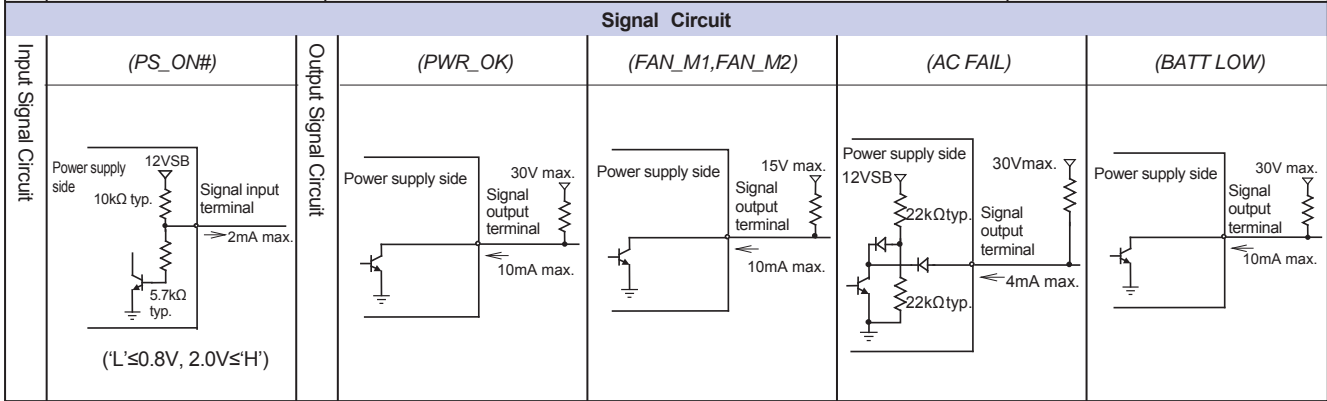 Signal Circuit
Input Signal Circuit
(PS_ON#)
Power supply
side
12VSB
10kΩ typ.
Signal input
terminal
2mA max.
5.7kΩ
typ.
('L'≤0.8V, 2.0V≤'H')
Output Signal Circuit
(PWR_OK)
Power supply side
30V max.
Signal
output
terminal
10mA max.
(FAN_M1,FAN_M2)
Power supply side
15V max.
Signal
output
terminal
10mA max.
(AC FAIL)
Power supply side
12VSB
30Vmax.
22kΩtyp.
Signal
output
terminal
4mA max.
22kΩtyp.
(BATT LOW)
Power supply side
30V max.
Signal
output
terminal
10mA max.